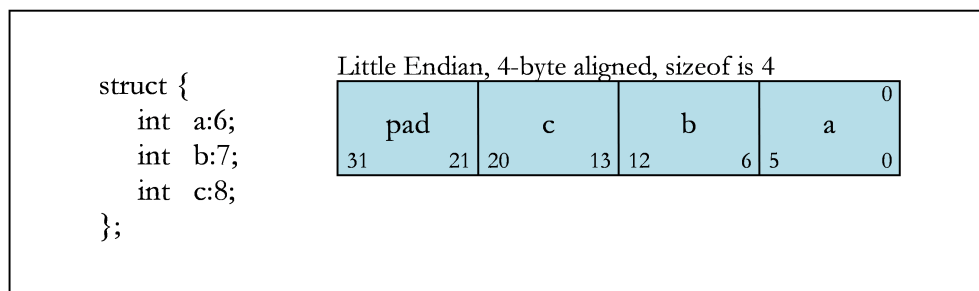 struct {
int a:6;
int b:7;
int c:8;
};
Little Endian, 4-byte aligned, sizeof is 4
0
pad c b a
31 21 20 13 12 6 5 0